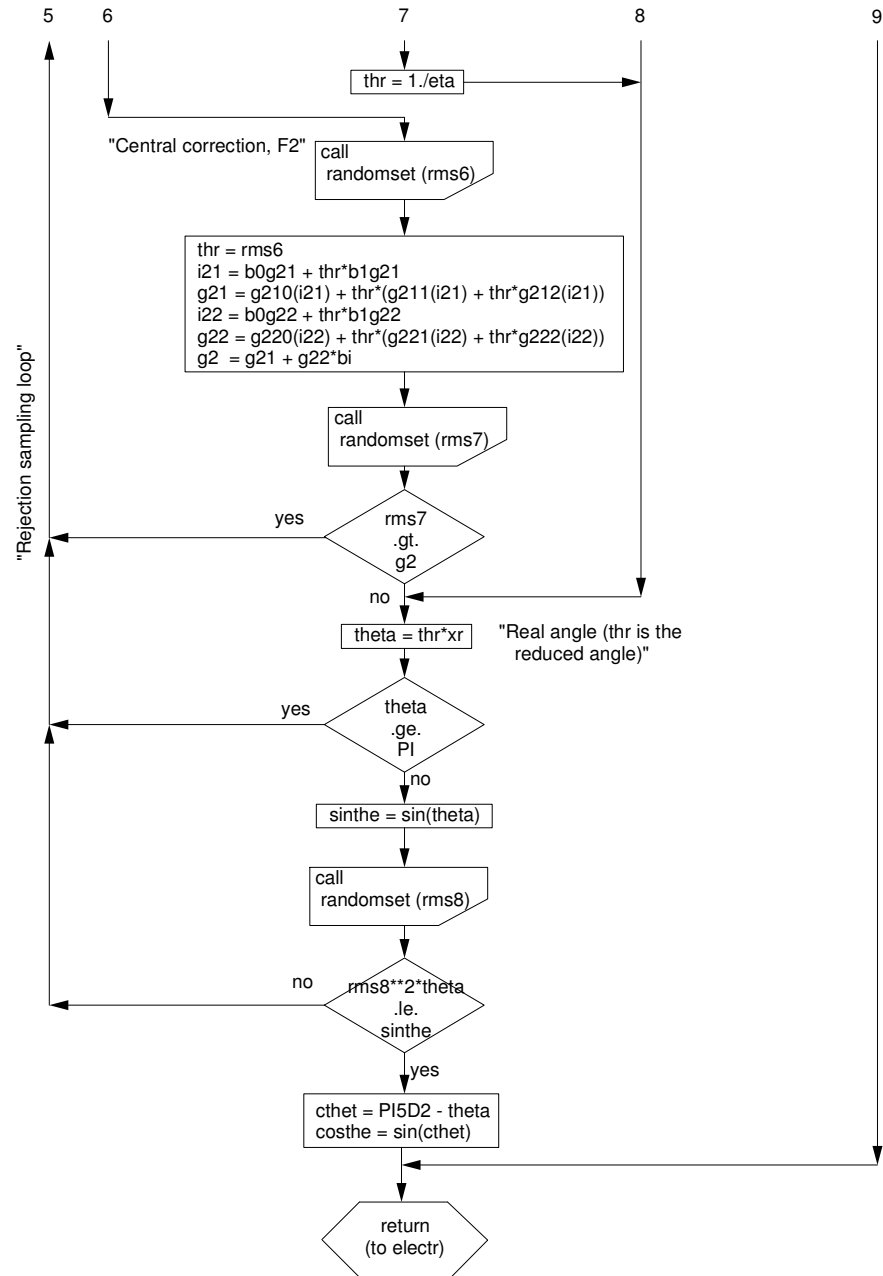 5 6 7 8 9
thr = 1./eta
"Central correction, F2"
call
randomset (rms6)
thr = rms6
i21 = b0g21 + thr*b1g21
g21 = g210(i21) + thr*(g211(i21) + thr*g212(i21))
i22 = b0g22 + thr*b1g22
g22 = g220(i22) + thr*(g221(i22) + thr*g222(i22))
g2 = g21 + g22*bi
"Rejection sampling loop"
call
randomset (rms7)
yes
rms7
.gt.
g2
no
theta = thr*xr
"Real angle (thr is the
reduced angle)"
yes
theta
.ge.
PI
no
sinthe = sin(theta)
call
randomset (rms8)
no
rms8**2*theta
.le.
sinthe
yes
cthet = PI5D2 - theta
costhe = sin(cthet)
return
(to electr)